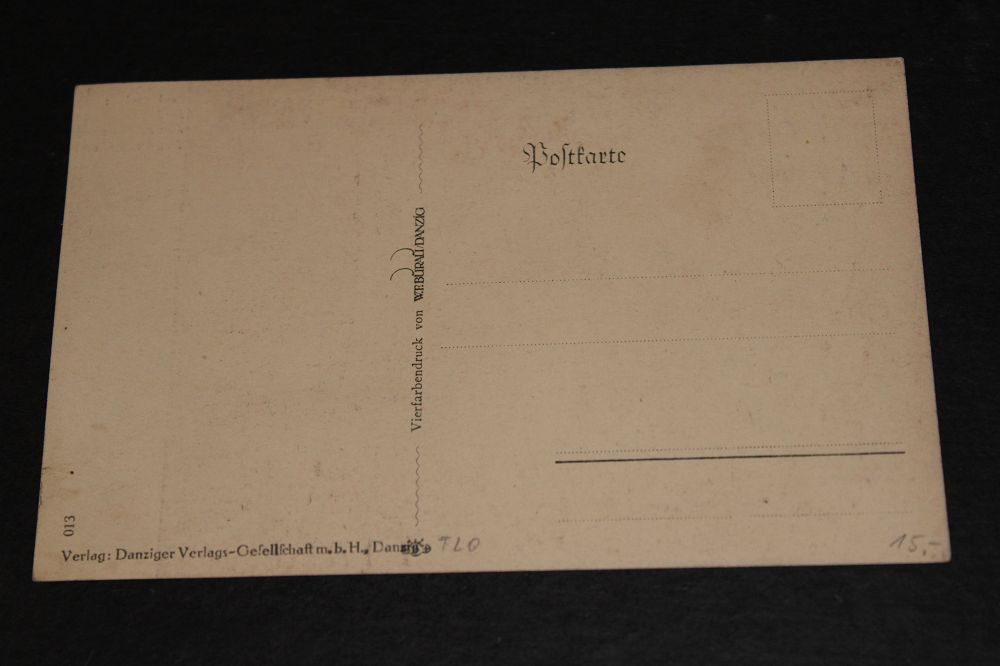 Poſtkarte
Vierfarbendruck von W.F.BURAU/DANZIG
013
Verlag: Danziger Verlags-Geſellſchaft m. b. H., Danzig
TLO
15,-